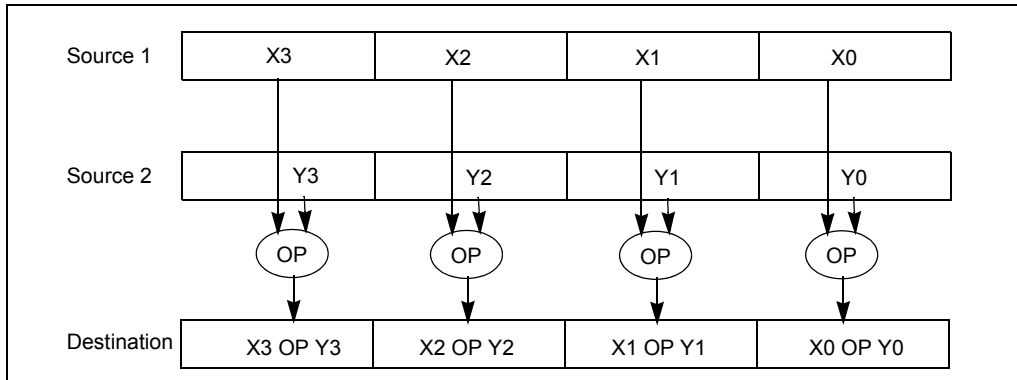 Source 1 X3 X2 X1 X0
Source 2 Y3 Y2 Y1 Y0
OP OP OP OP
Destination X3 OP Y3 X2 OP Y2 X1 OP Y1 X0 OP Y0